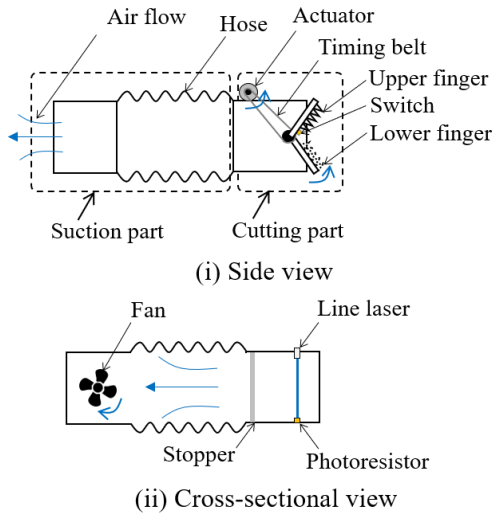 Air flow
Hose
Actuator
Timing belt
Upper finger
Switch
Lower finger
Suction part
Cutting part
(i) Side view
Fan
Line laser
Stopper
Photoresistor
(ii) Cross-sectional view